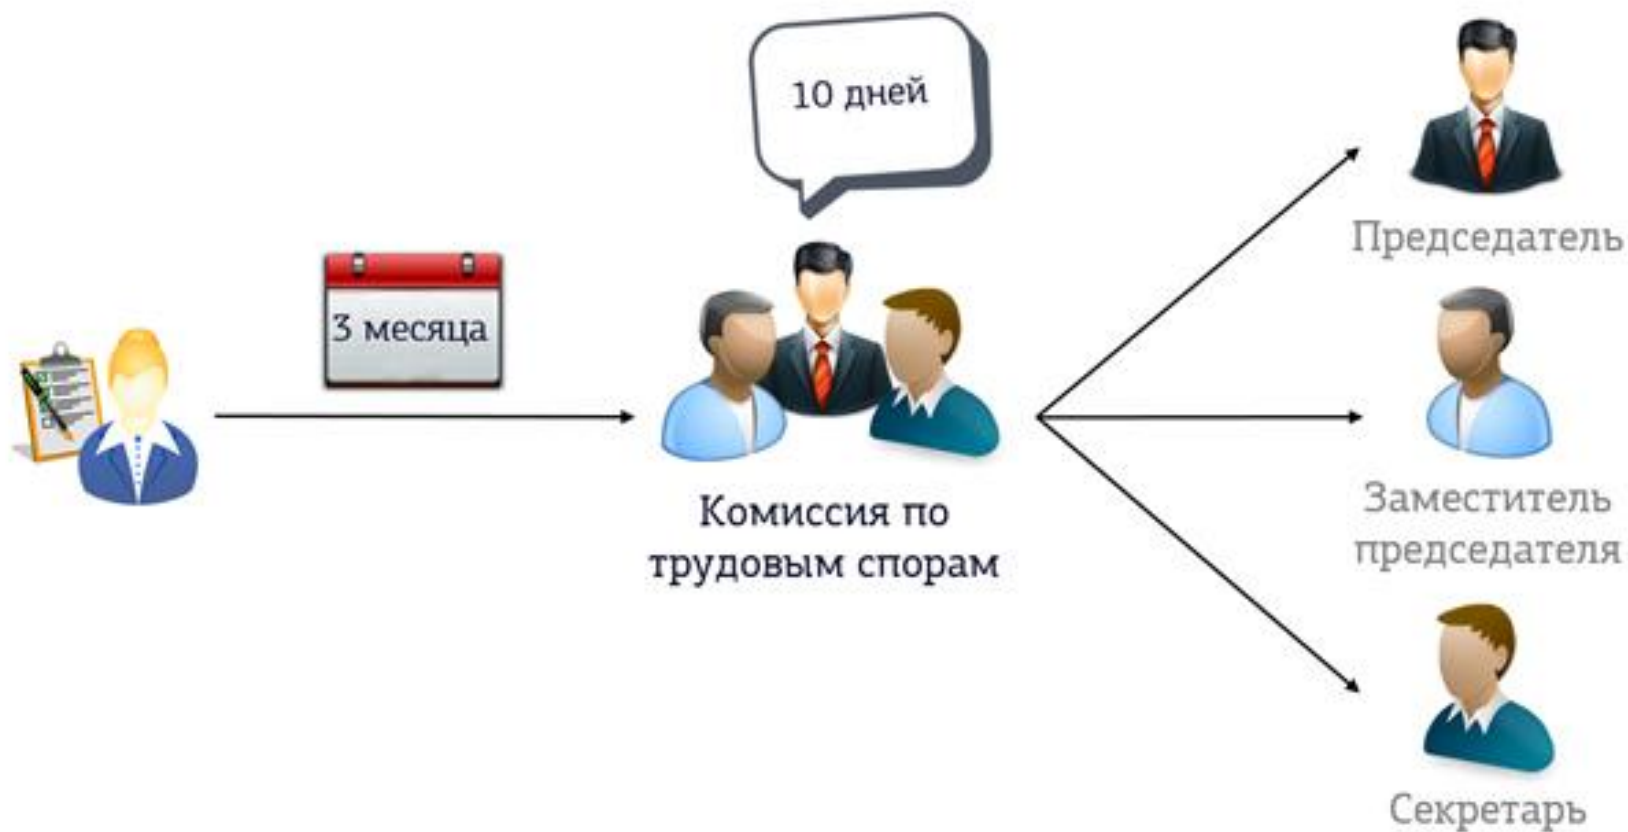 10 дней
3 месяца
Комиссия по
трудовым спорам
Председатель
Заместитель
председателя
Секретарь